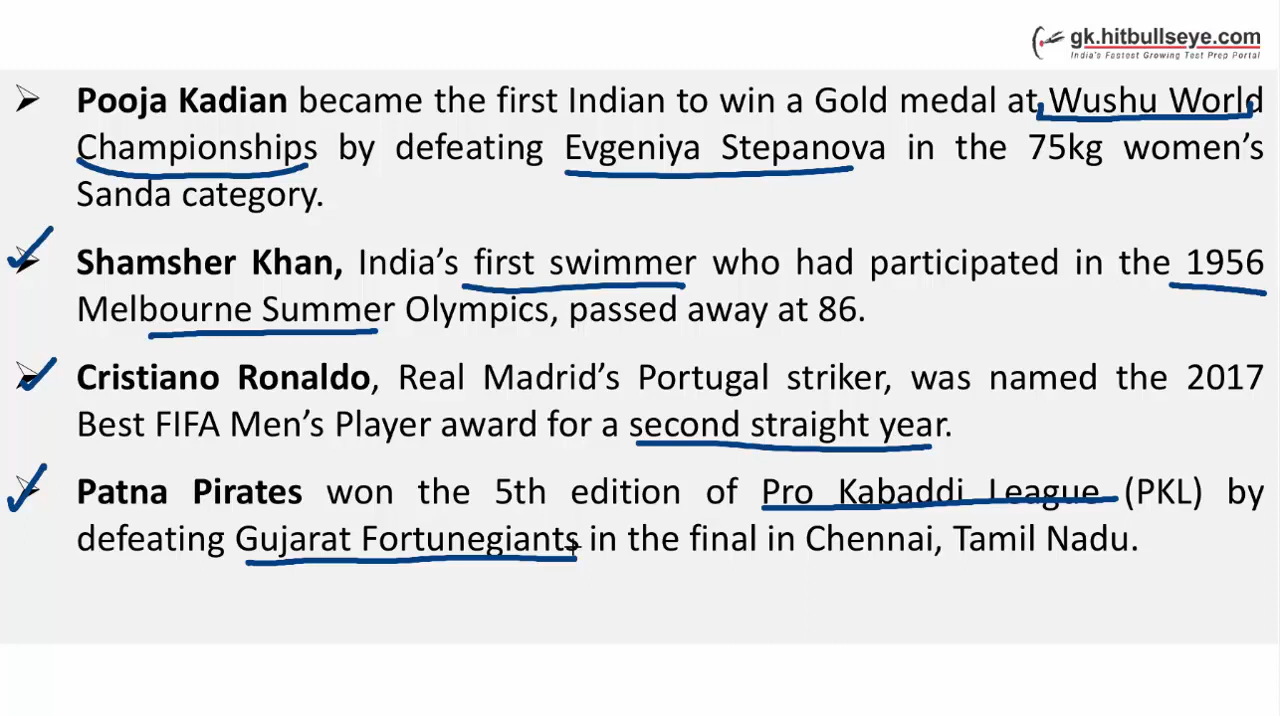 gk.hitbullseye.com
India's Fastest Growing Test Prep Portal
Pooja Kadian became the first Indian to win a Gold medal at Wushu World
Championships by defeating Evgeniya Stepanova in the 75kg women's
Sanda category.
Shamsher Khan, India's first swimmer who had participated in the 1956
Melbourne Summer Olympics, passed away at 86.
Cristiano Ronaldo, Real Madrid's Portugal striker, was named the 2017
Best FIFA Men's Player award for a second straight year.
Patna Pirates won the 5th edition of Pro Kabaddi League (PKL) by
defeating Gujarat Fortunegiants in the final in Chennai, Tamil Nadu.